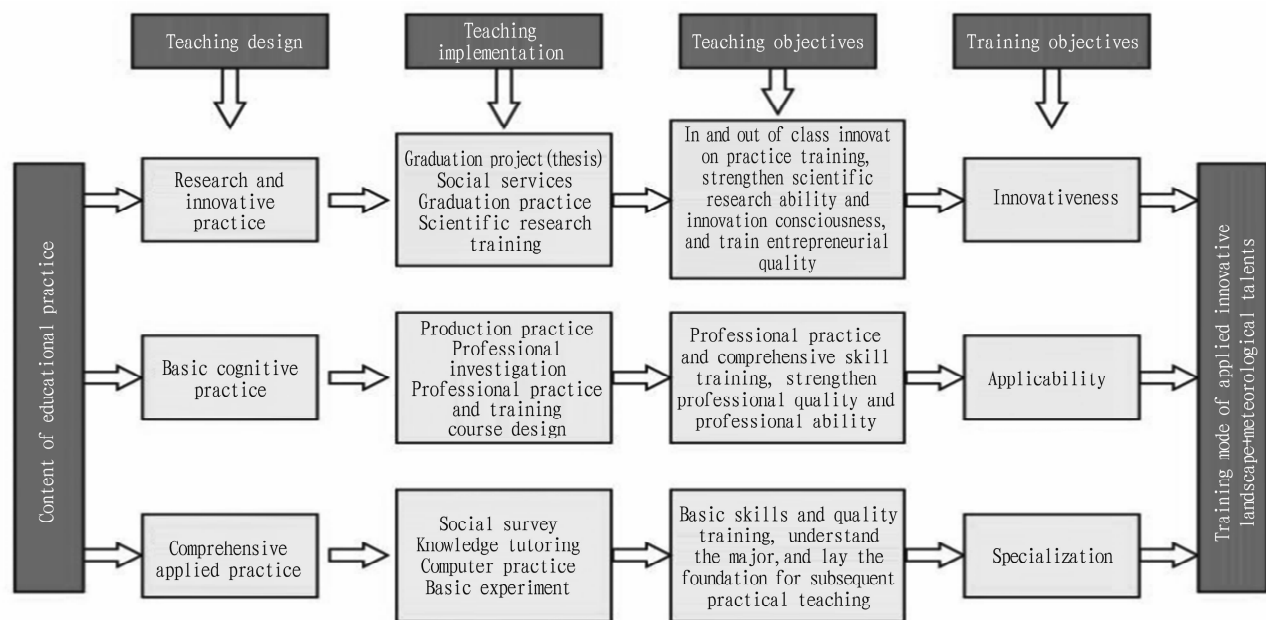 Teaching design
Teaching
implementation
Teaching objectives
Training objectives
Content of educational practice
Research and
innovative
practice
Graduation project(thesis)
Social services
Graduation practice
Scientific research
training
In and out of class innovat
on practice training,
strengthen scientific
research ability and
innovation consciousness,
and train entrepreneurial
quality
Innovativeness
Basic cognitive
practice
Production practice
Professional
investigation
Professional practice
and training
course design
Professional practice
and comprehensive skill
training, strengthen
professional quality and
professional ability
Applicability
Comprehensive
applied practice
Social survey
Knowledge tutoring
Computer practice
Basic experiment
Basic skills and quality
training, understand
the major,and lay the
foundation for subsequent
practical teaching
Specialization
Training mode of applied innovative
landscape+meteorological talents